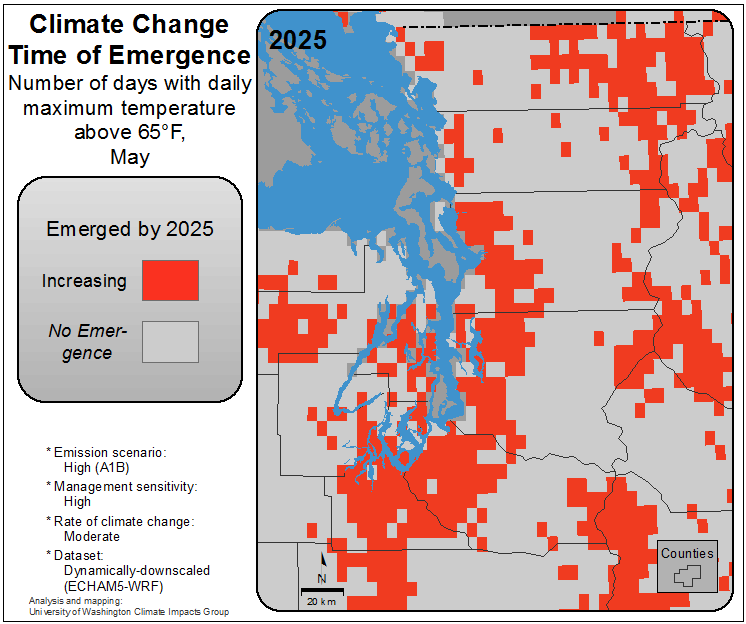 Climate Change
Time of Emergence
Number of days with daily
maximum temperature
above 65°F,
May
Emerged by 2025
Increasing
No Emer-
gence
* Emission scenario:
High (A1B)
* Management sensitivity:
High
* Rate of climate change:
Moderate
* Dataset:
Dynamically-downscaled
(ECHAM5-WRF)
Analysis and mapping:
University of Washington Climate Impacts Group
2025
N
20 km
Counties